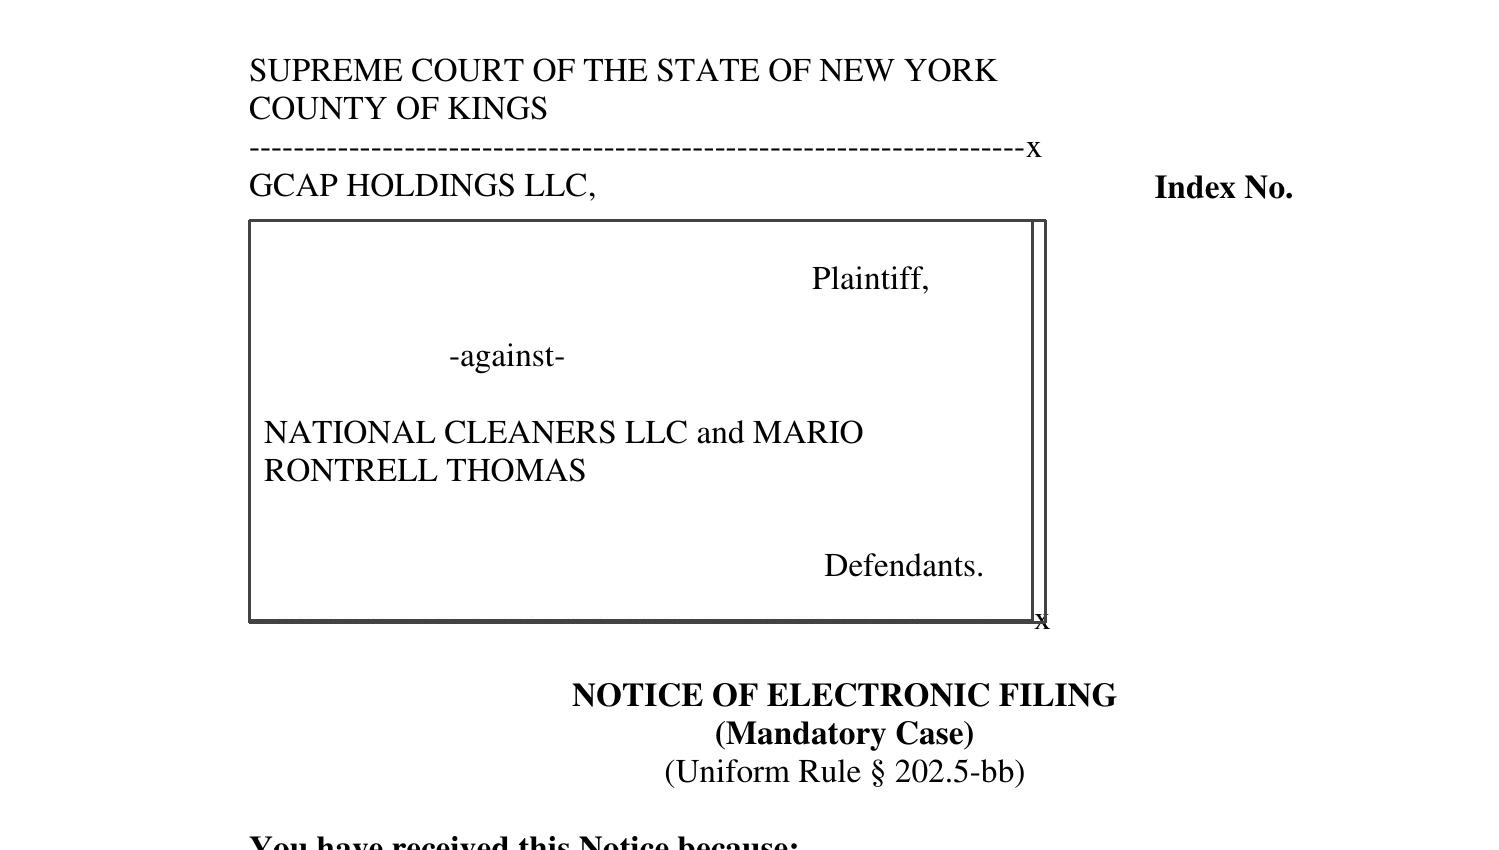 SUPREME COURT OF THE STATE OF NEW YORK
COUNTY OF KINGS
-----------------------------------------------------------------------x
GCAP HOLDINGS LLC,
Index No.
Plaintiff,
-against-
NATIONAL CLEANERS LLC and MARIO
RONTRELL THOMAS
Defendants.
x
NOTICE OF ELECTRONIC FILING
(Mandatory Case)
(Uniform Rule § 202.5-bb)
You have received this Notice because: